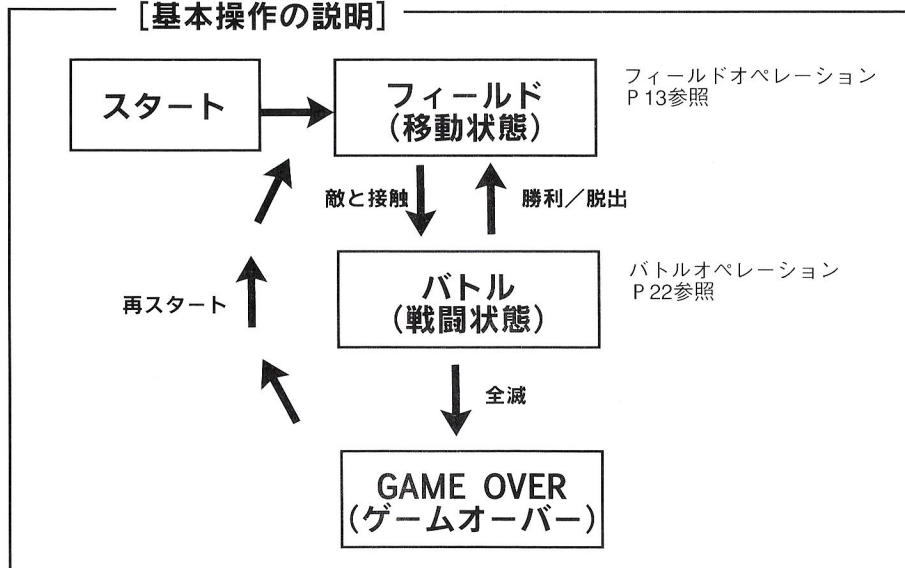 [基本操作の説明]
スタート
フィールド
(移動状態)
フィールドオペレーション
P13参照
敵と接触
勝利／脱出
バトル
(戦闘状態)
バトルオペレーション
P22参照
再スタート
全滅
GAME OVER
(ゲームオーバー)